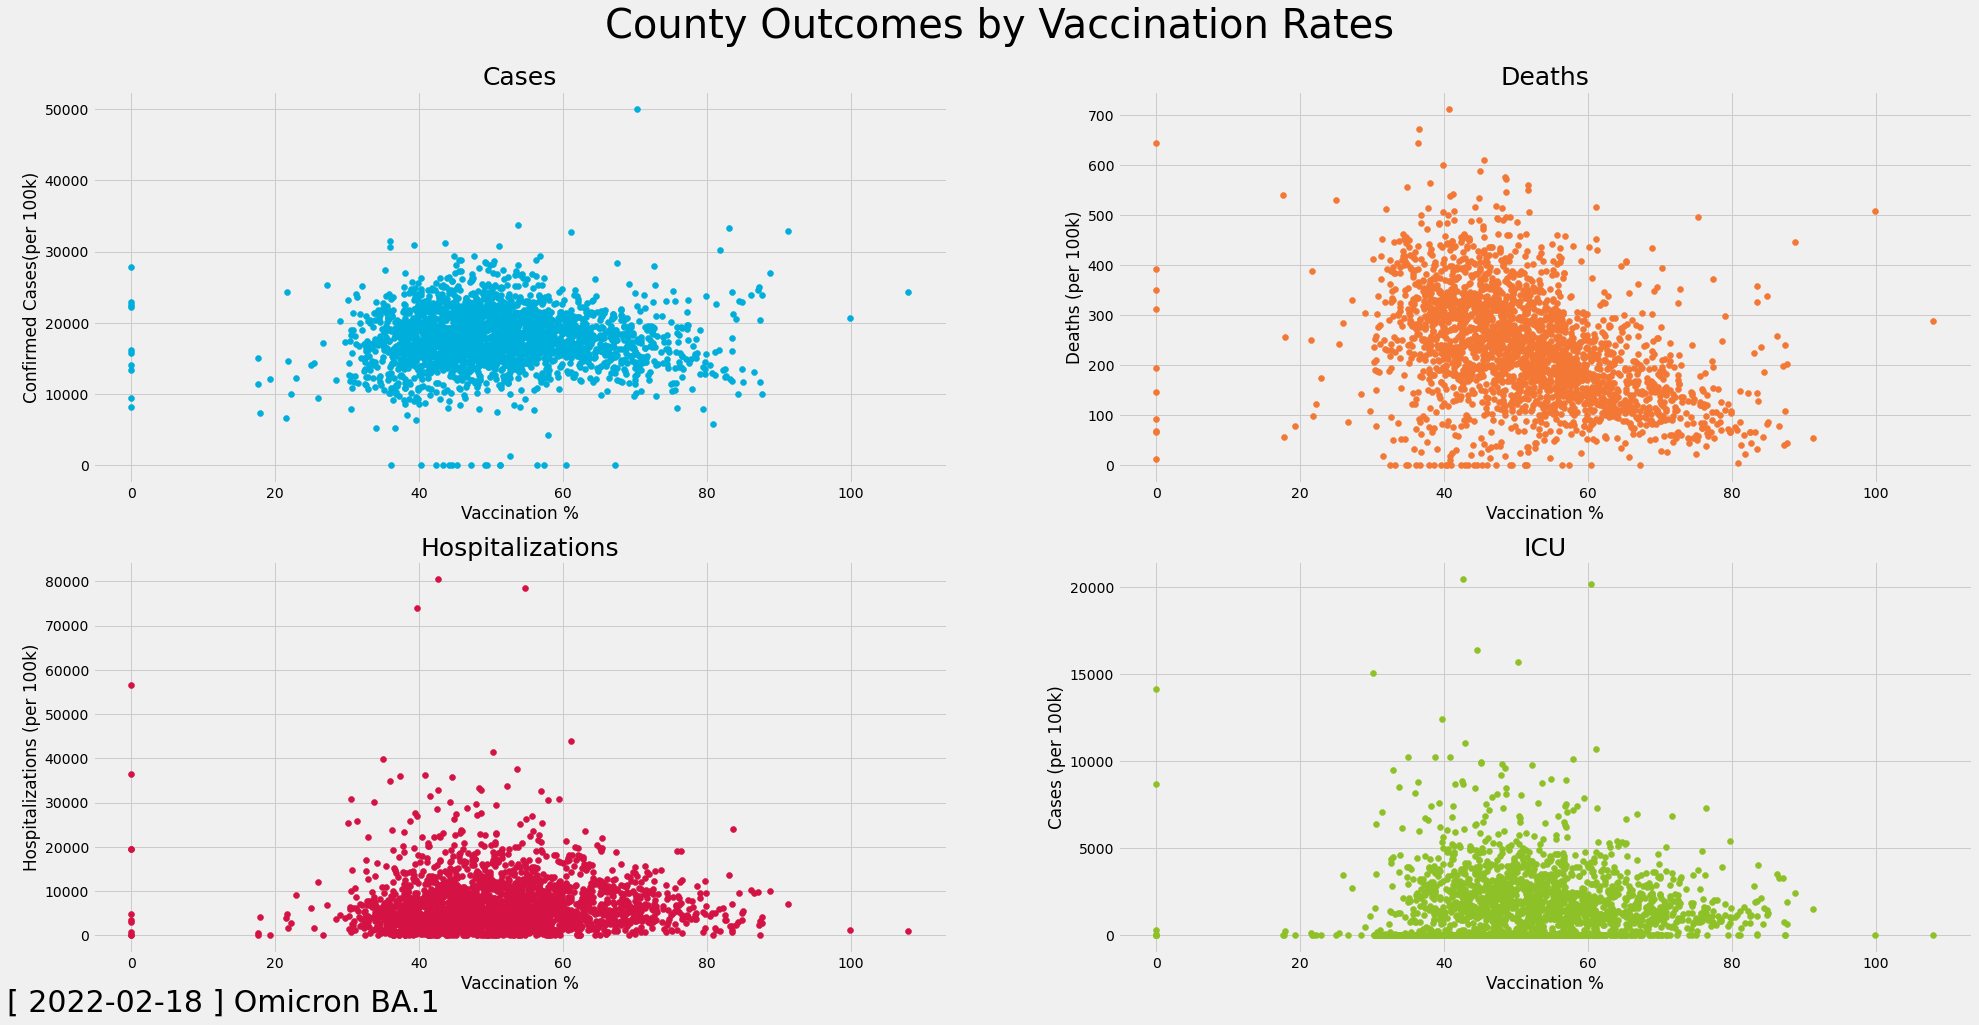 County Outcomes by Vaccination Rates
Cases
Confirmed Cases(per 100k)
50000
40000
30000
20000
10000
0
0 20 40 60 80 100
Vaccination %
Deaths
Deaths (per 100k)
700
600
500
400
300
200
100
0
0 20 40 60 80 100
Vaccination %
Hospitalizations
Hospitalizations (per 100k)
80000
70000
60000
50000
40000
30000
20000
10000
0
0 20 40 60 80 100
Vaccination %
ICU
Cases (per 100k)
20000
15000
10000
5000
0
0 20 40 60 80 100
Vaccination %
[ 2022-02-18 ] Omicron BA.1